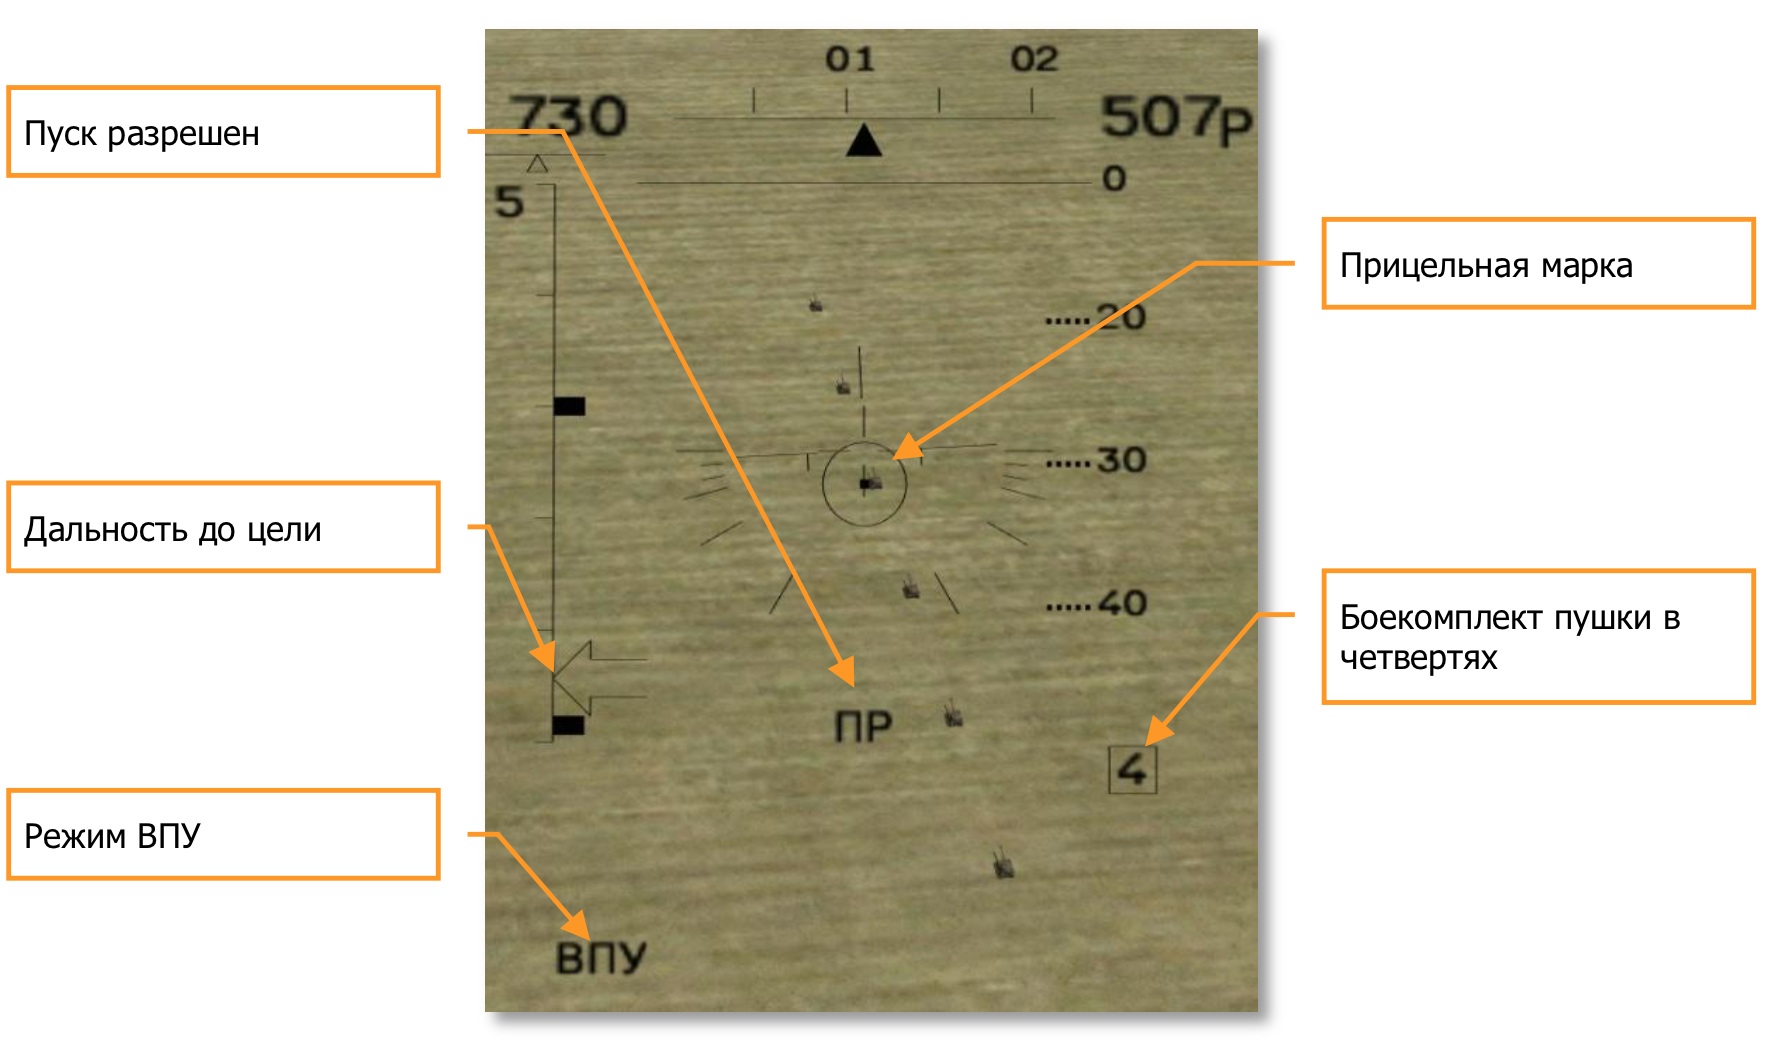 01 02
730
507р
Пуск разрешен
0
5
Прицельная марка
20
30
Дальность до цели
40
Боекомплект пушки в
четвертях
ПР
4
Режим ВПУ
ВПУ